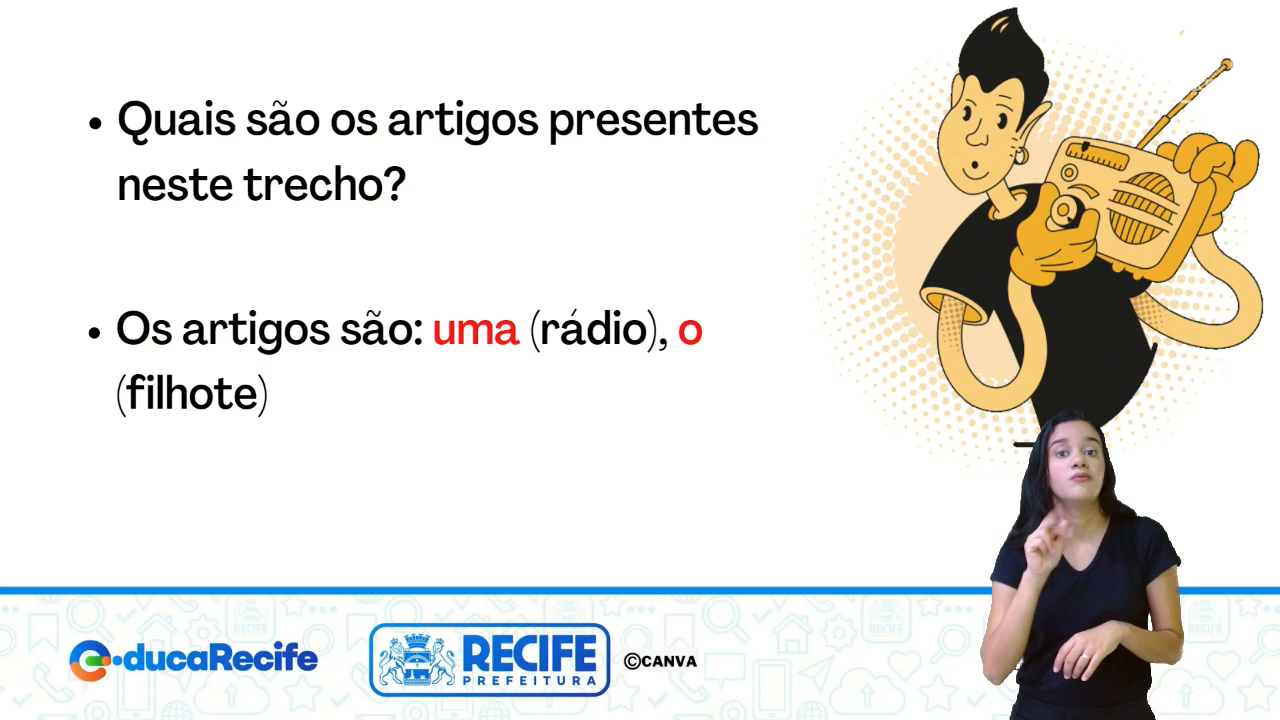 • Quais são os artigos presentes
neste trecho?
• Os artigos são: uma (rádio), o
(filhote)
educaRecife
RECIFE
PREFEITURA
©CANVA